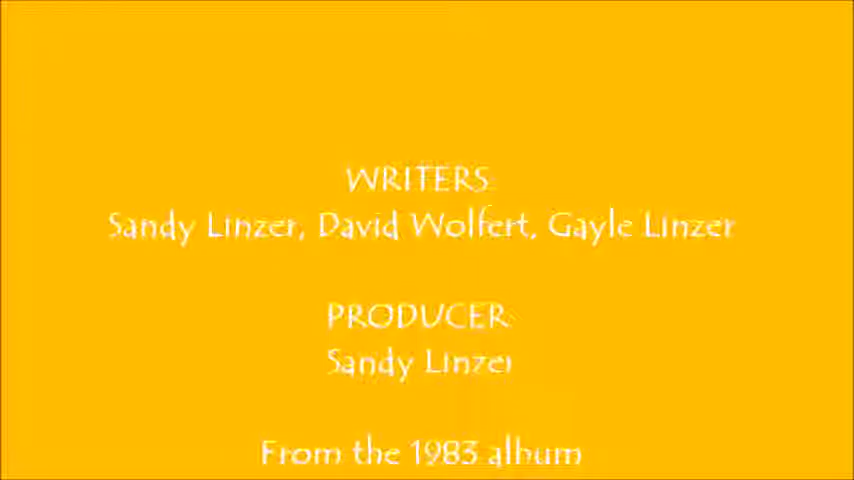 WRITERS
Sandy Linzer, David Wolfert, Gayle Linzer
PRODUCER
Sandy Linzer
From the 1983 album